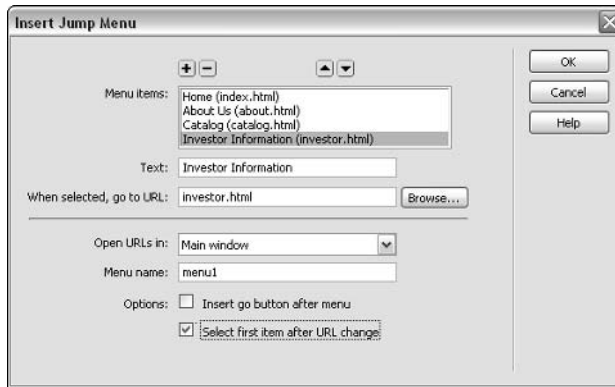 Insert Jump Menu
OK
Cancel
Help
Menu items:
Home (index.html)
About Us (about.html)
Catalog (catalog.html)
Investor Information (investor.html)
Text: Investor Information
When selected, go to URL: investor.html Browse...
Open URLs in: Main window
Menu name: menu1
Options: Insert go button after menu
Select first item after URL change